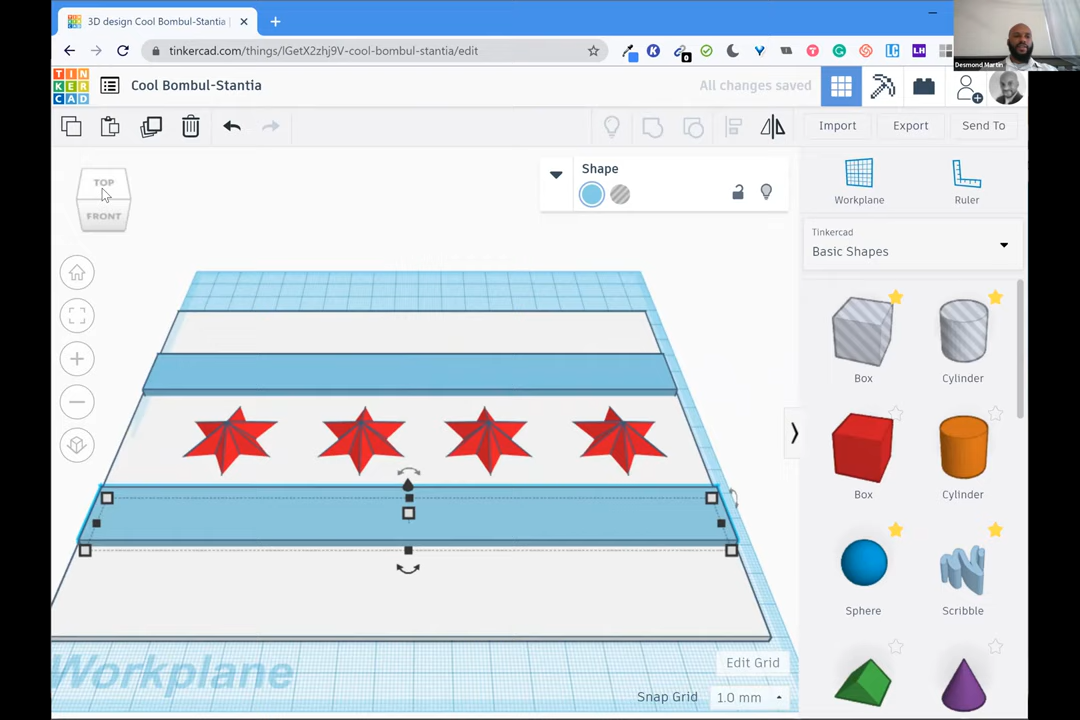 3D design Cool Bombul-Stantia |
tinkercad.com/things/lGetX2zhj9V-cool-bombul-stantia/edit
Desmond Martin
TIN
KER
CAD
Cool Bombul-Stantia
All changes saved
Import
Export
Send To
TOP
FRONT
Shape
Workplane
Ruler
Tinkercad
Basic Shapes
Box
Cylinder
Box
Cylinder
Sphere
Scribble
Workplane
Edit Grid
Snap Grid
1.0 mm